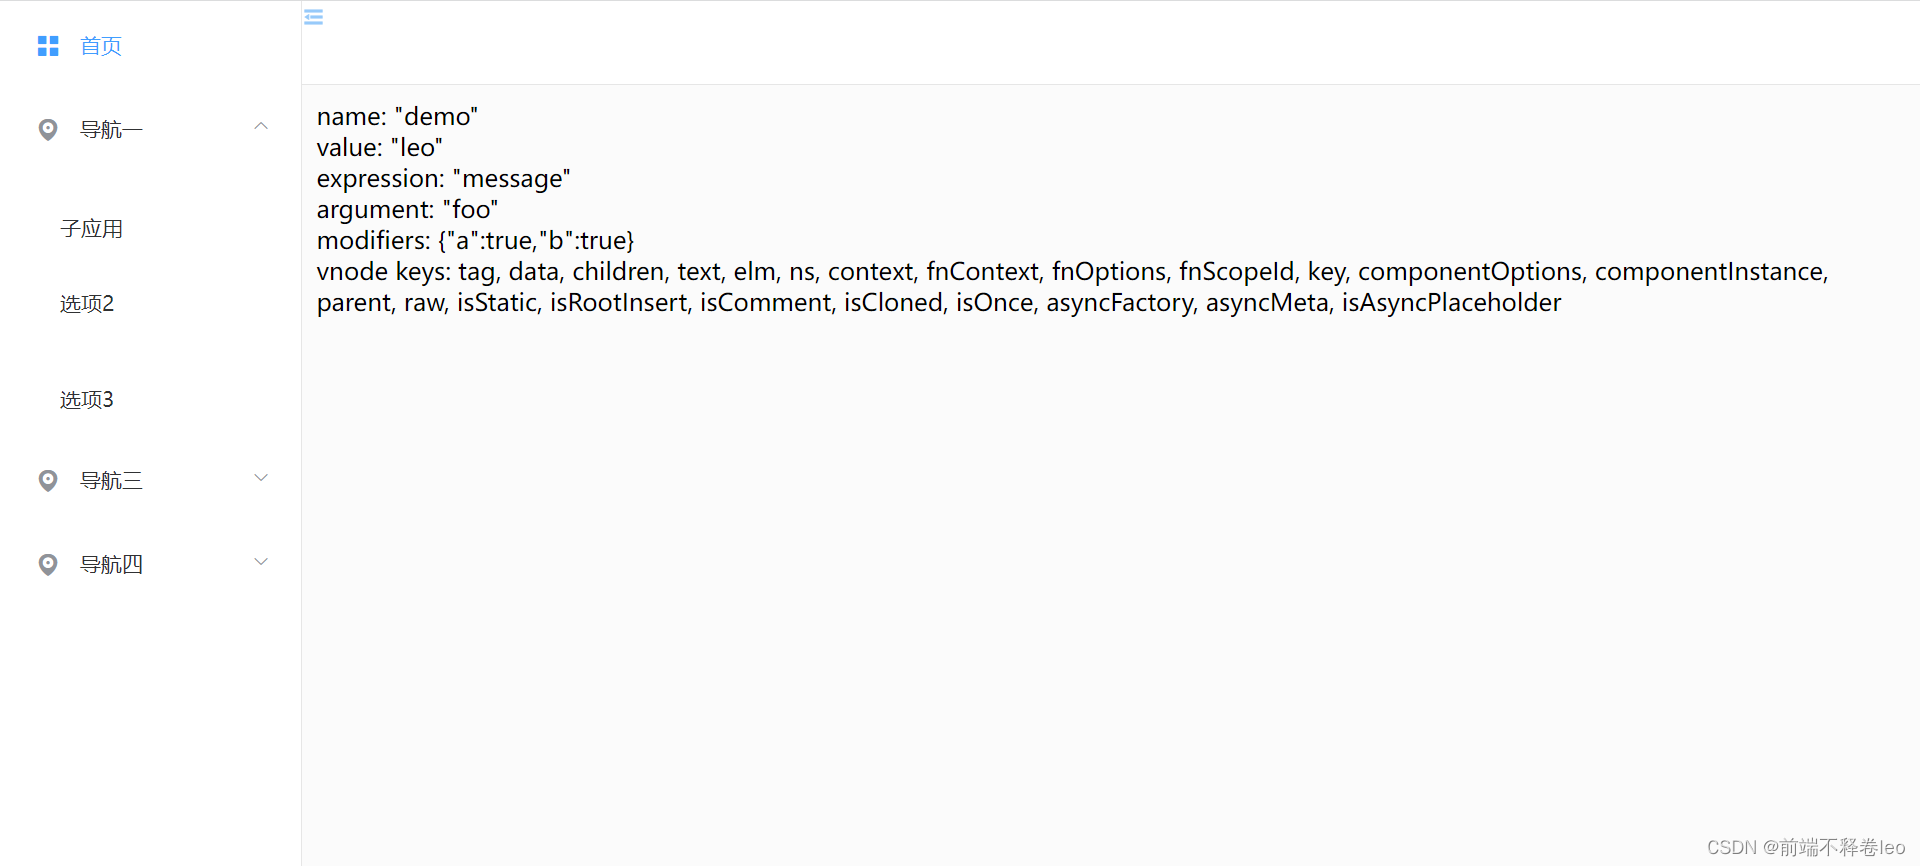 首页
导航一
子应用
选项2
选项3
导航三
导航四
name: "demo"
value: "leo"
expression: "message"
argument: "foo"
modifiers: {"a":true,"b":true}
vnode keys: tag, data, children, text, elm, ns, context, fnContext, fnOptions, fnScopeId, key, componentOptions, componentInstance,
parent, raw, isStatic, isRootInsert, isComment, isCloned, isOnce, asyncFactory, asyncMeta, isAsyncPlaceholder
CSDN @前端不释卷leo